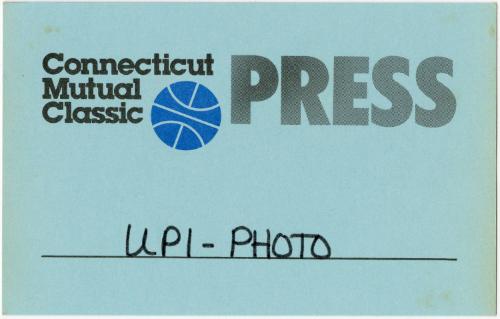 Connecticut
Mutual
Classic
PRESS
UPI - PHOTO